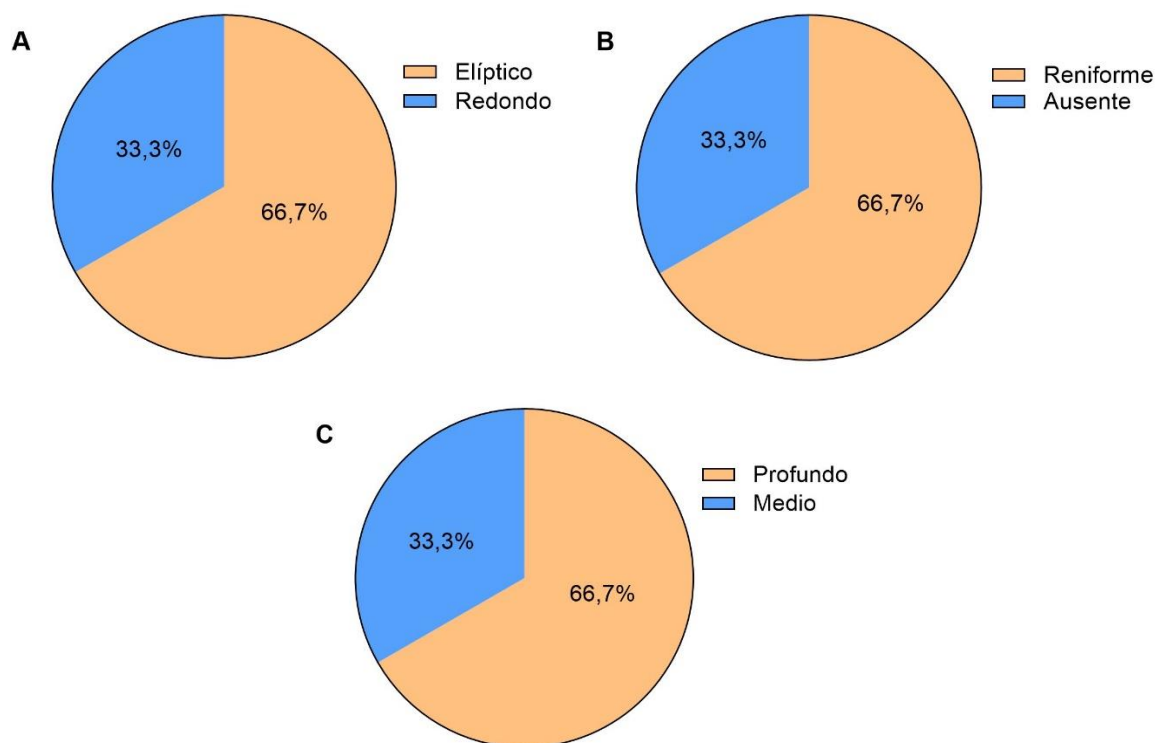 A
Elíptico
Redondo
33,3%
66,7%
B
Reniforme
Ausente
33,3%
66,7%
C
Profundo
Medio
33,3%
66,7%